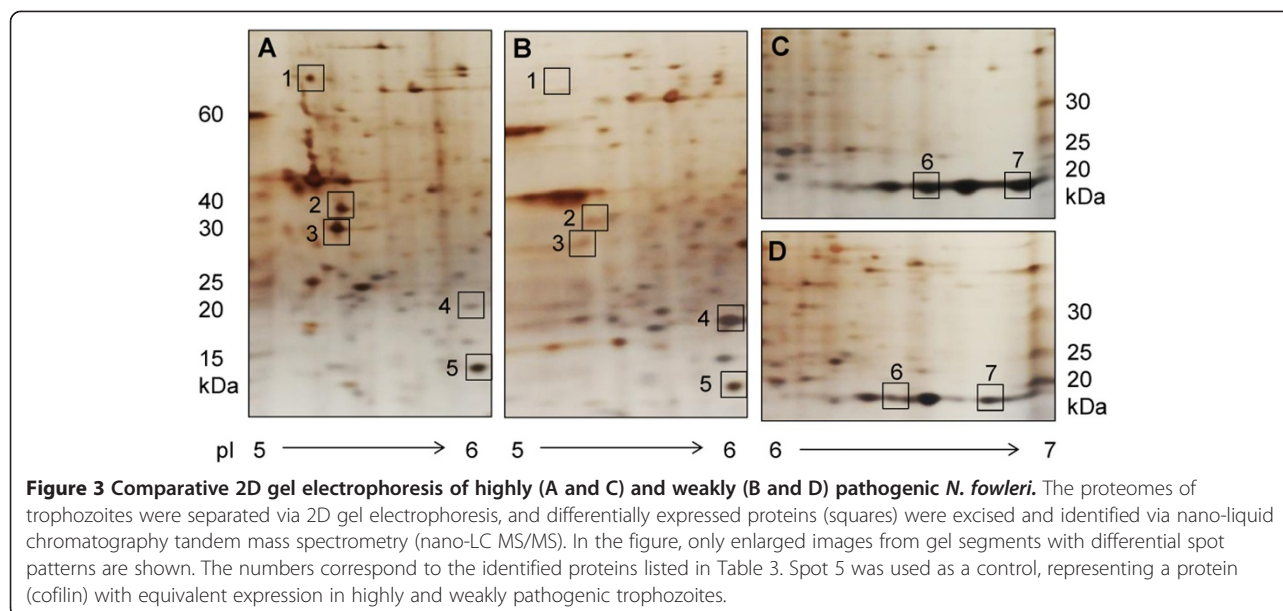 A
B
C
D
1
2
3
4
5
1
2
3
4
5
6
7
6
7
60
40
30
25
20
15
kDa
30
25
20
kDa
30
25
20
kDa
pI 5 6 5 6 6 7
Figure 3 Comparative 2D gel electrophoresis of highly (A and C) and weakly (B and D) pathogenic N. fowleri. The proteomes of
trophozoites were separated via 2D gel electrophoresis, and differentially expressed proteins (squares) were excised and identified via nano-liquid
chromatography tandem mass spectrometry (nano-LC MS/MS). In the figure, only enlarged images from gel segments with differential spot
patterns are shown. The numbers correspond to the identified proteins listed in Table 3. Spot 5 was used as a control, representing a protein
(cofilin) with equivalent expression in highly and weakly pathogenic trophozoites.